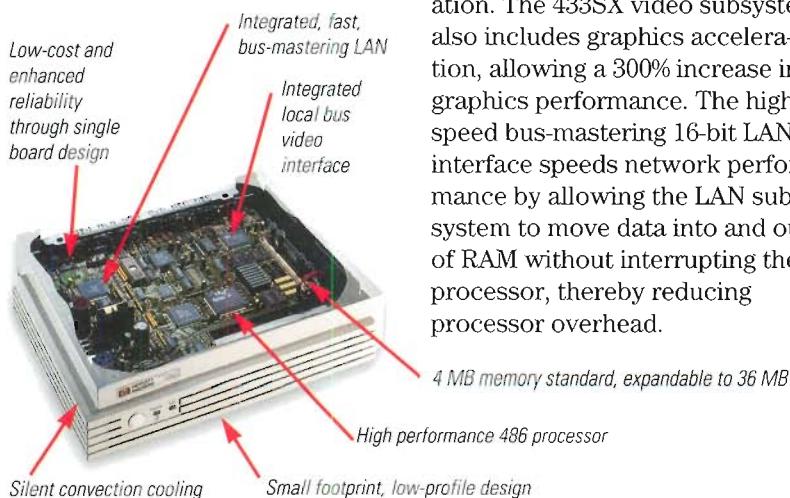 Integrated, fast,
bus-mastering LAN
Low-cost and
enhanced
reliability
through single
board design
Integrated
local bus
video
interface
ation. The 433SX video subsyste
also includes graphics accelera-
tion, allowing a 300% increase in
graphics performance. The high
speed bus-mastering 16-bit LAN
interface speeds network perfor
mance by allowing the LAN sub
system to move data into and ou
of RAM without interrupting the
processor, thereby reducing
processor overhead.
4 MB memory standard, expandable to 36 MB
High performance 486 processor
Silent convection cooling
Small footprint, low-profile design